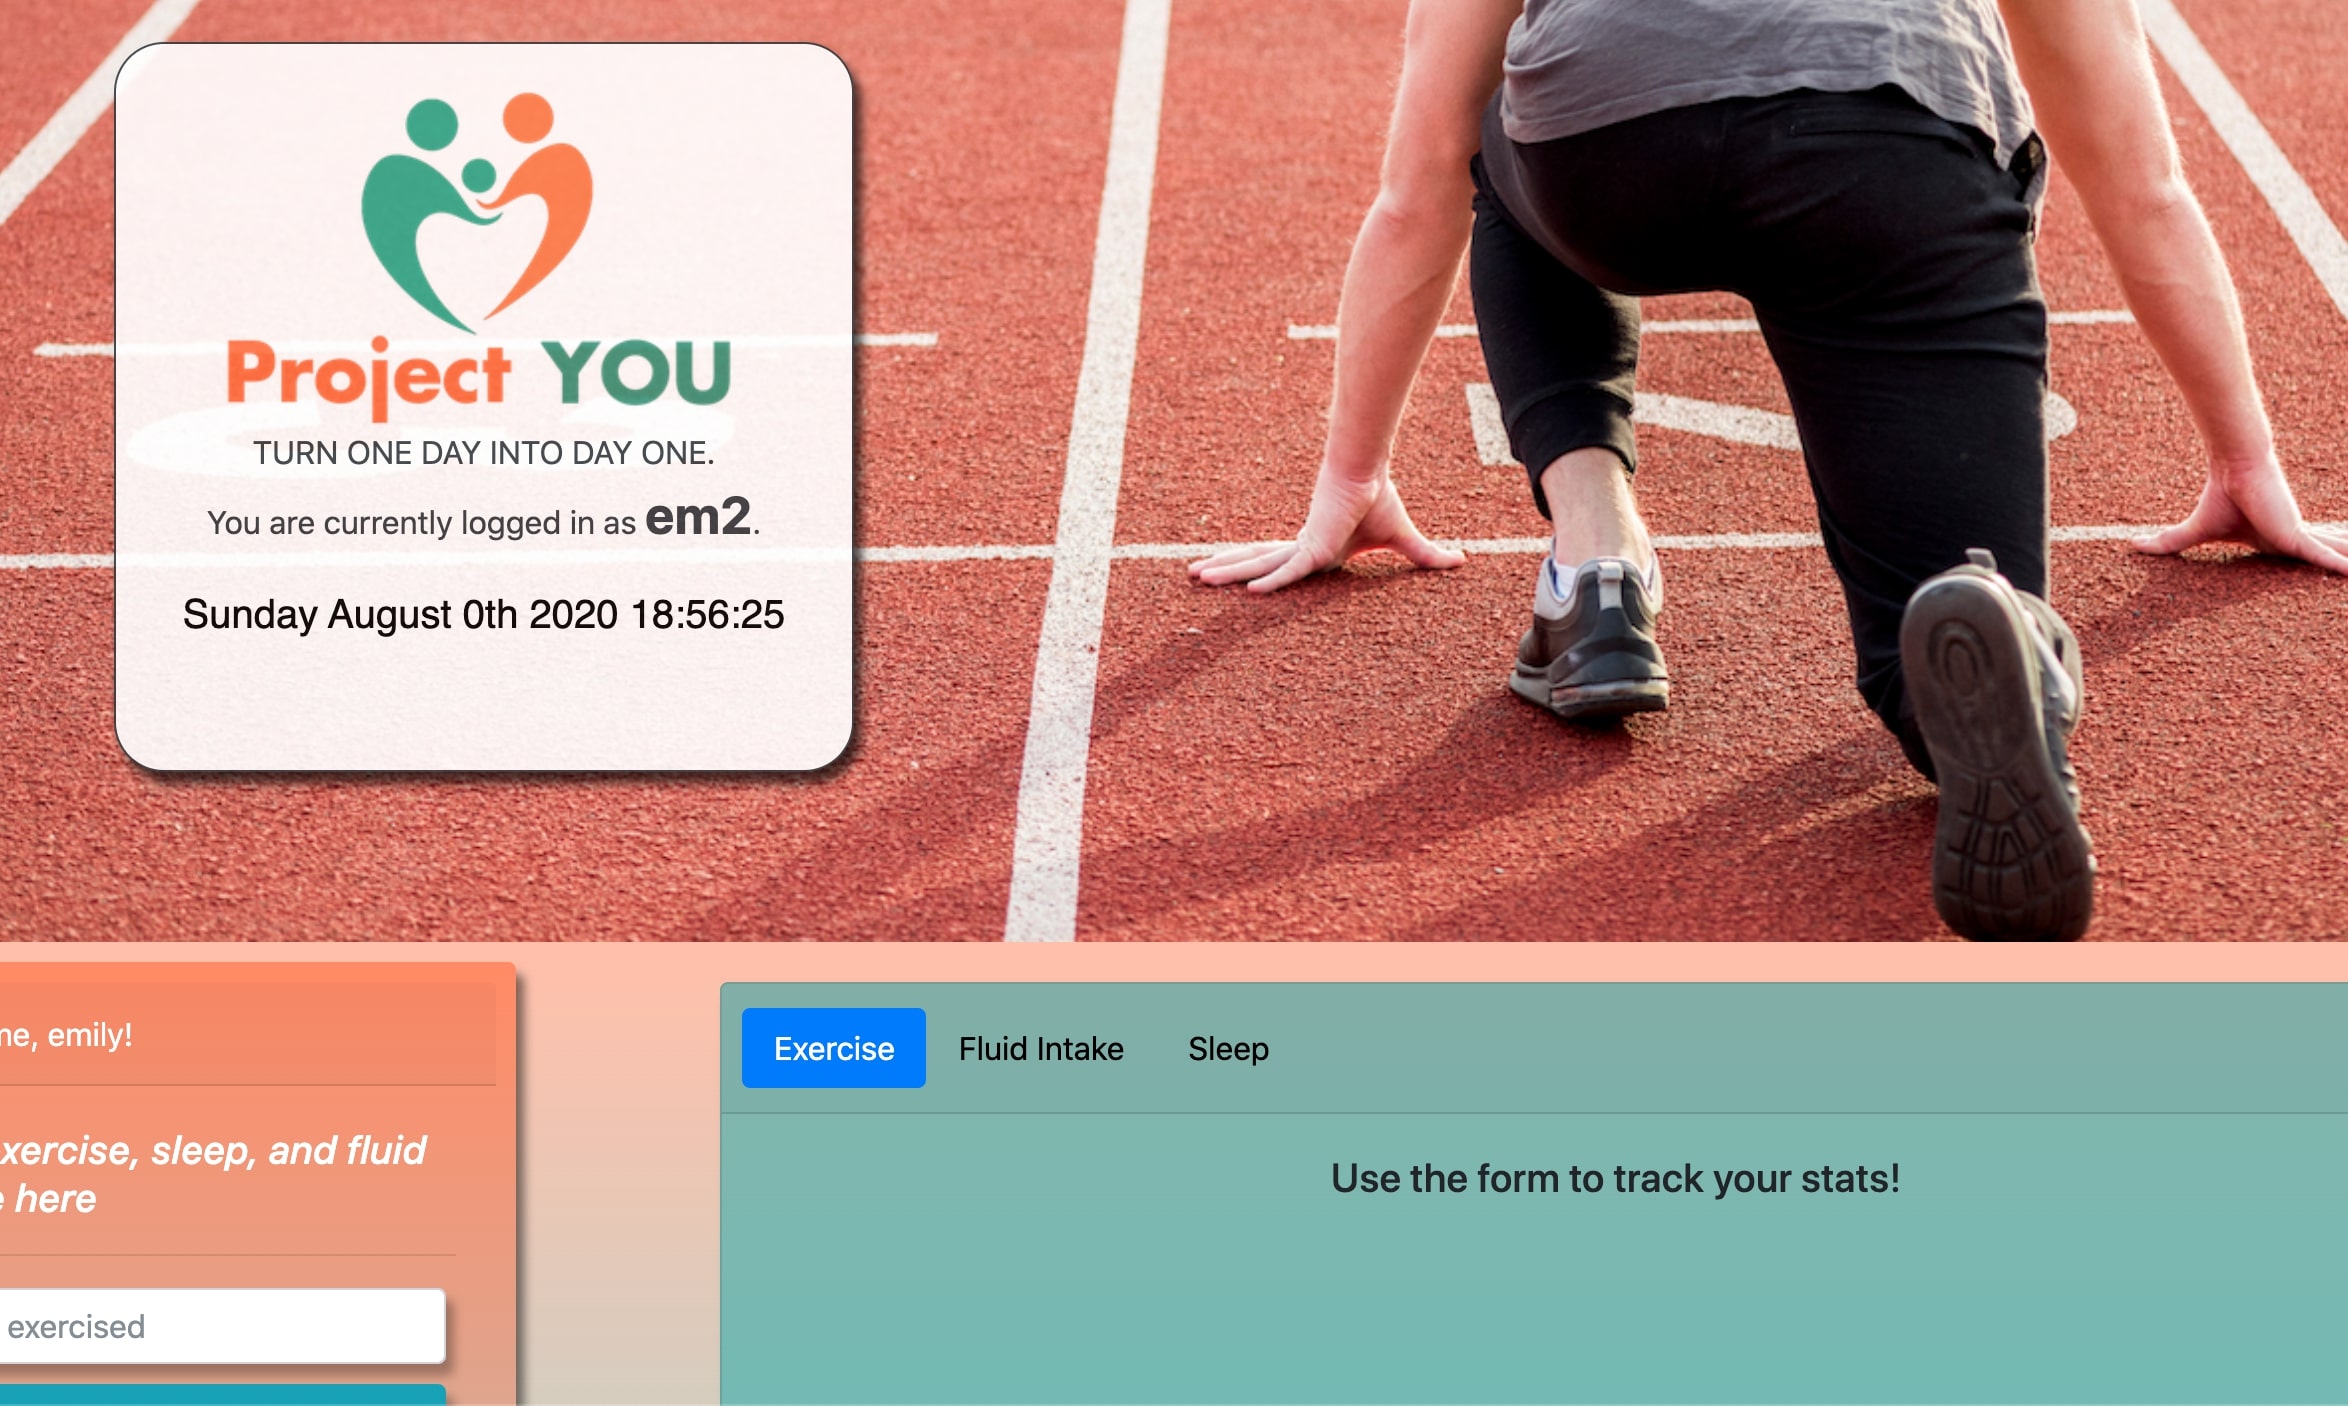 Project YOU
TURN ONE DAY INTO DAY ONE.
You are currently logged in as em2.
Sunday August 0th 2020 18:56:25
me, emily!
xercise, sleep, and fluid
e here
exercised
Exercise Fluid Intake Sleep
Use the form to track your stats!